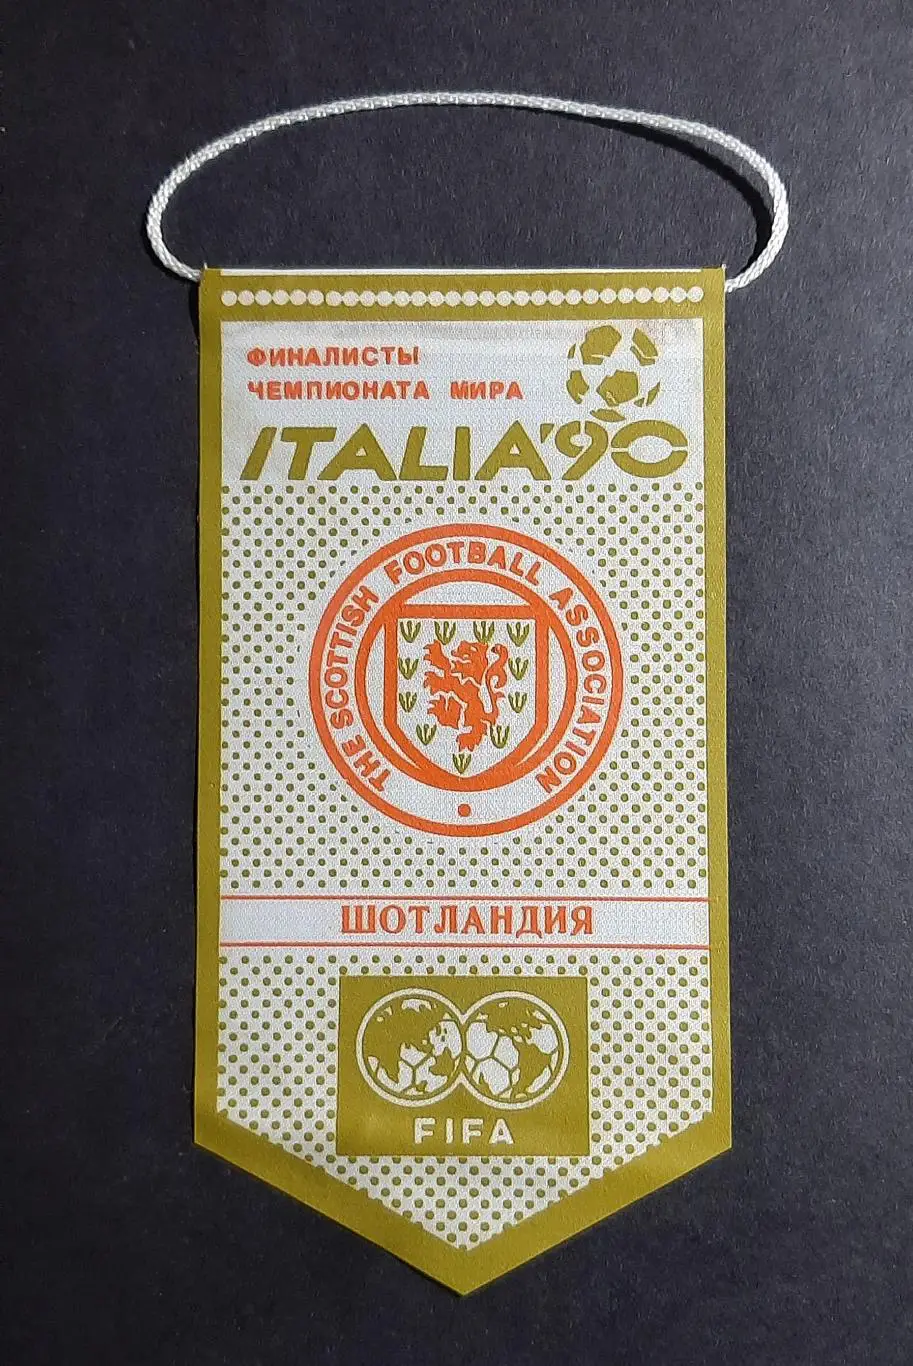 ФИНАЛИСТЫ
ЧЕМПИОНАТА МИРА
ITALIA'90
THE SCOTTISH FOOTBALL ASSOCIATION
ШОТЛАНДИЯ
FIFA